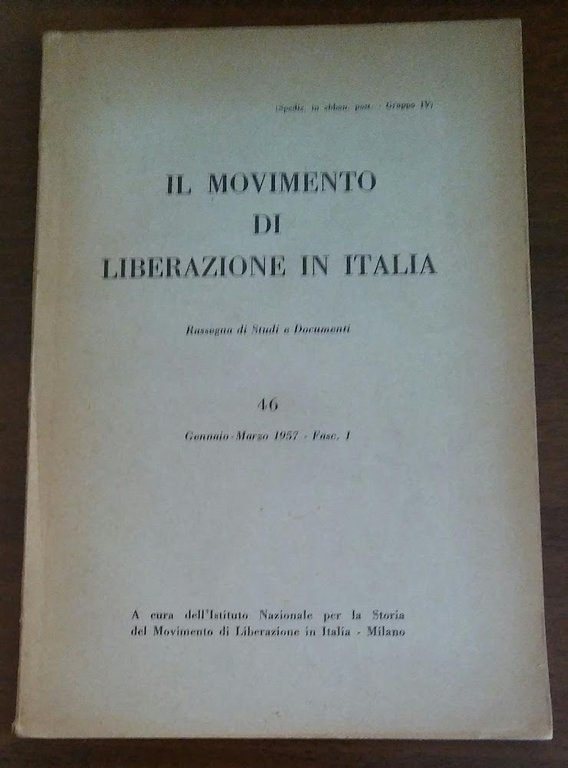 (Spediz. in abbon. post. - Gruppo IV)
IL MOVIMENTO
DI
LIBERAZIONE IN ITALIA
Rassegna di Studi e Documenti
46
Gennaio-Marzo 1957 - Fasc. 1
A cura dell'Istituto Nazionale per la Storia
del Movimento di Liberazione in Italia - Milano